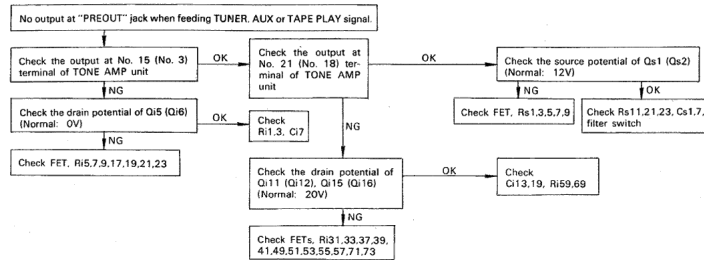 No output at "PREOUT" jack when feeding TUNER, AUX or TAPE PLAY signal.
Check the output at No. 15 (No. 3)
terminal of TONE AMP unit
OK
Check the output at
No. 21 (No. 18) ter-
minal of TONE AMP
unit
OK
Check the source potential of Qs1 (Qs2)
(Normal: 12V)
NG
Check the drain potential of Qi5 (Qi6)
(Normal: 0V)
OK
Check
Ri1,3, Ci7
NG
NG
Check FET, Rs1,3,5,7,9
OK
Check Rs11,21,23, Cs1,7,
filter switch
NG
Check FET, Ri5,7,9,17,19,21,23
Check the drain potential of
Qi11 (Qi12), Qi15 (Qi16)
(Normal: 20V)
OK
Check
Ci13,19, Ri59,69
NG
Check FETs, Ri31,33,37,39,
41,49,51,53,55,57,71,73